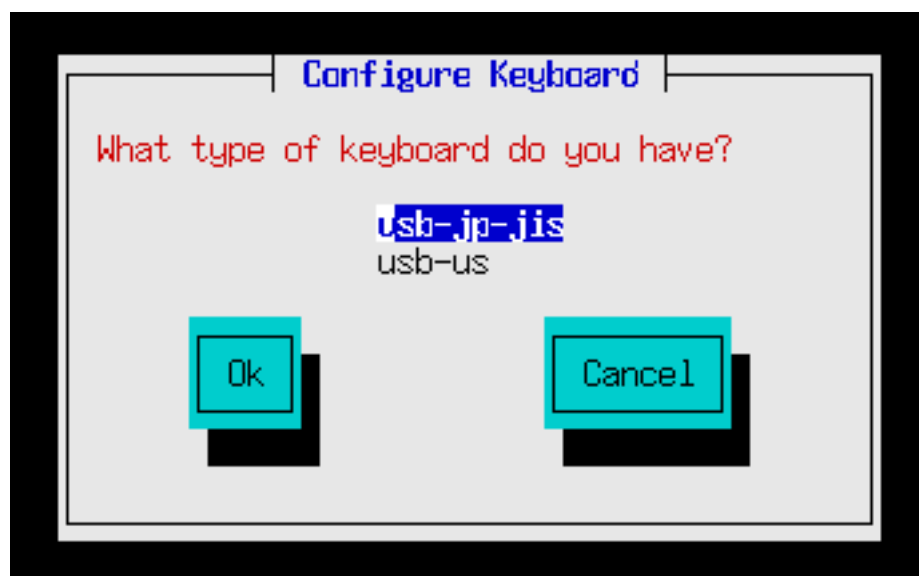 Configure Keyboard
What type of keyboard do you have?
usb-jp-jis
usb-us
Ok
Cancel